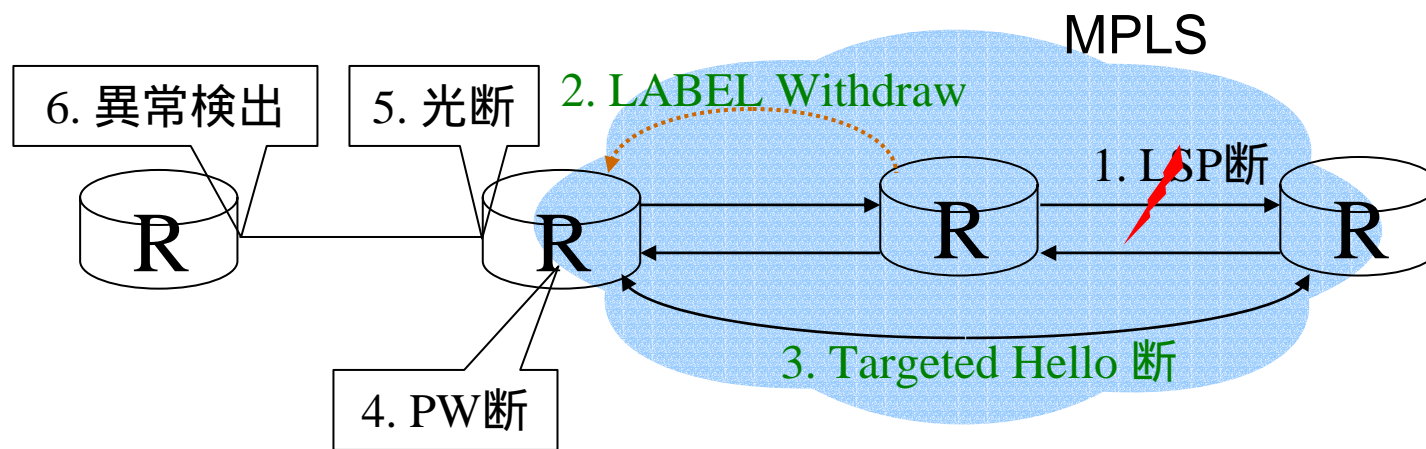 MPLS
6. 異常検出
5. 光断
2. LABEL Withdraw
1. LSP断
R
R
R
R
3. Targeted Hello 断
4. PW断